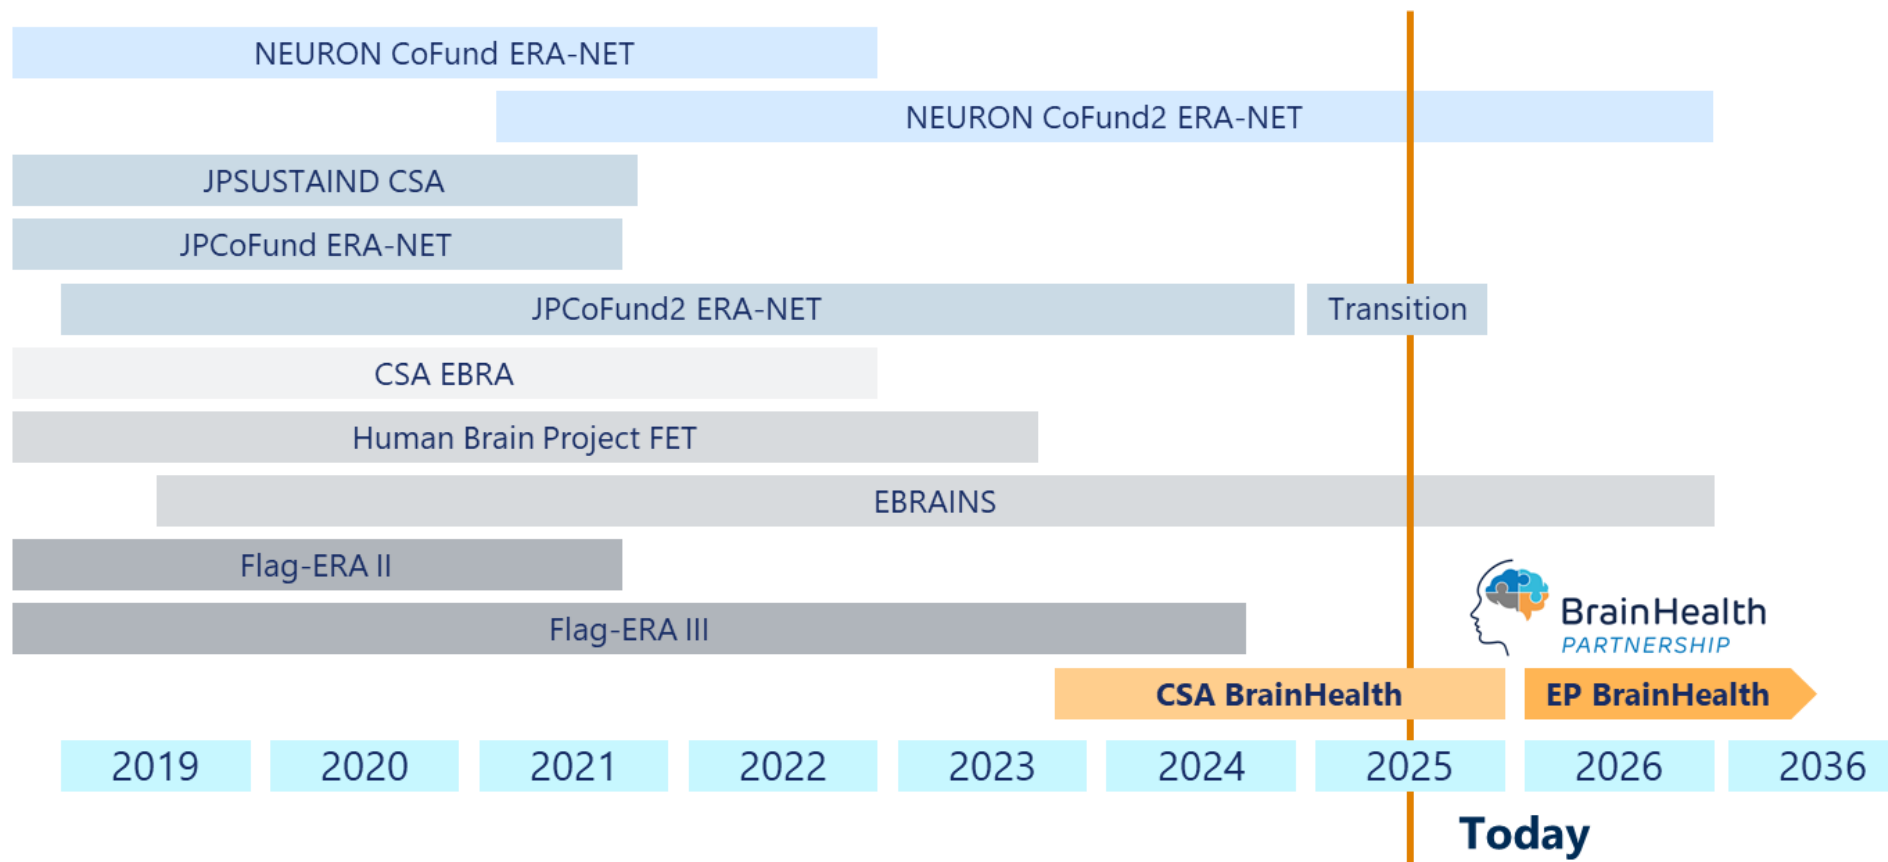 NEURON CoFund ERA-NET
NEURON CoFund2 ERA-NET
JPSUSTAIND CSA
JPCoFund ERA-NET
JPCoFund2 ERA-NET
Transition
CSA EBRA
Human Brain Project FET
EBRAINS
Flag-ERA II
Flag-ERA III
BrainHealth
PARTNERSHIP
CSA BrainHealth
EP BrainHealth
2019 2020 2021 2022 2023 2024 2025 2026 2036
Today